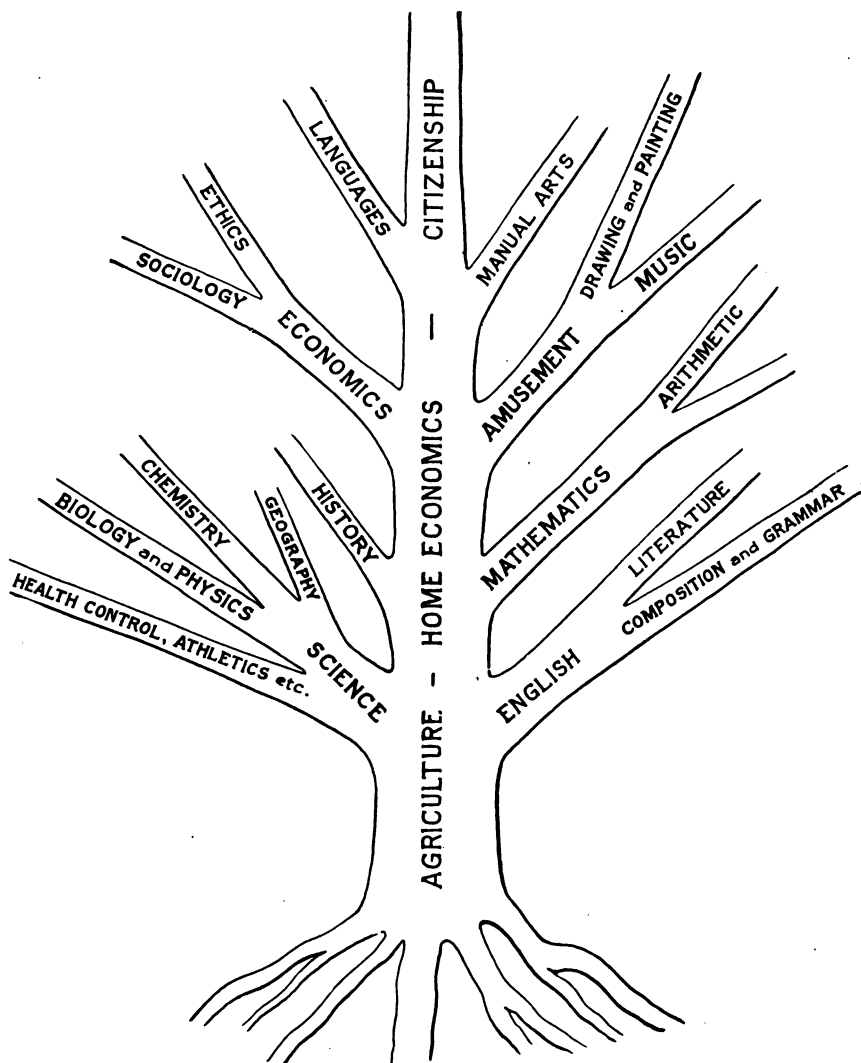 CITIZENSHIP
LANGUAGES
ETHICS
SOCIOLOGY
ECONOMICS
MANUAL ARTS
DRAWING and PAINTING
MUSIC
AMUSEMENT
ARITHMETIC
MATHEMATICS
HISTORY
GEOGRAPHY
CHEMISTRY
BIOLOGY and PHYSICS
HEALTH CONTROL, ATHLETICS etc.
SCIENCE
LITERATURE
COMPOSITION and GRAMMAR
ENGLISH
AGRICULTURE - HOME ECONOMICS —